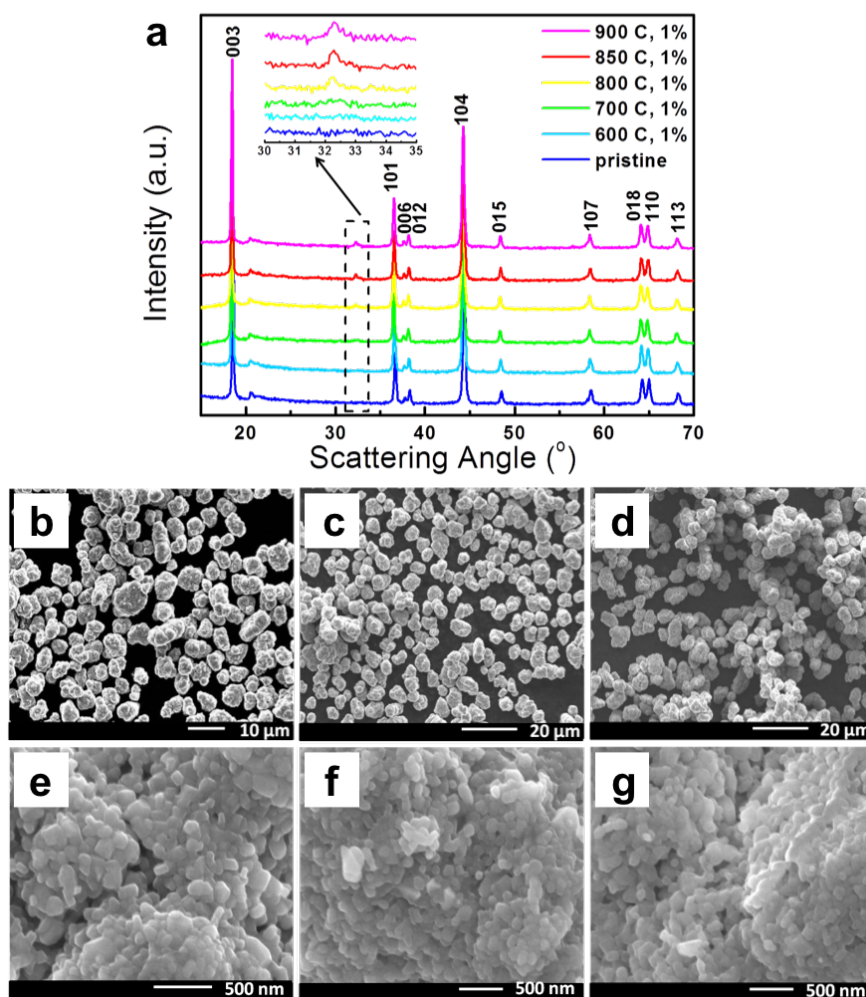 a
003
900 C, 1%
850 C, 1%
800 C, 1%
700 C, 1%
600 C, 1%
pristine
30 31 32 33 34 35
101
006
012
104
015
107
018
110
113
Intensity (a.u.)
20 30 40 50 60 70
Scattering Angle (°)
b
10 µm
c
20 µm
d
20 µm
e
500 nm
f
500 nm
g
500 nm